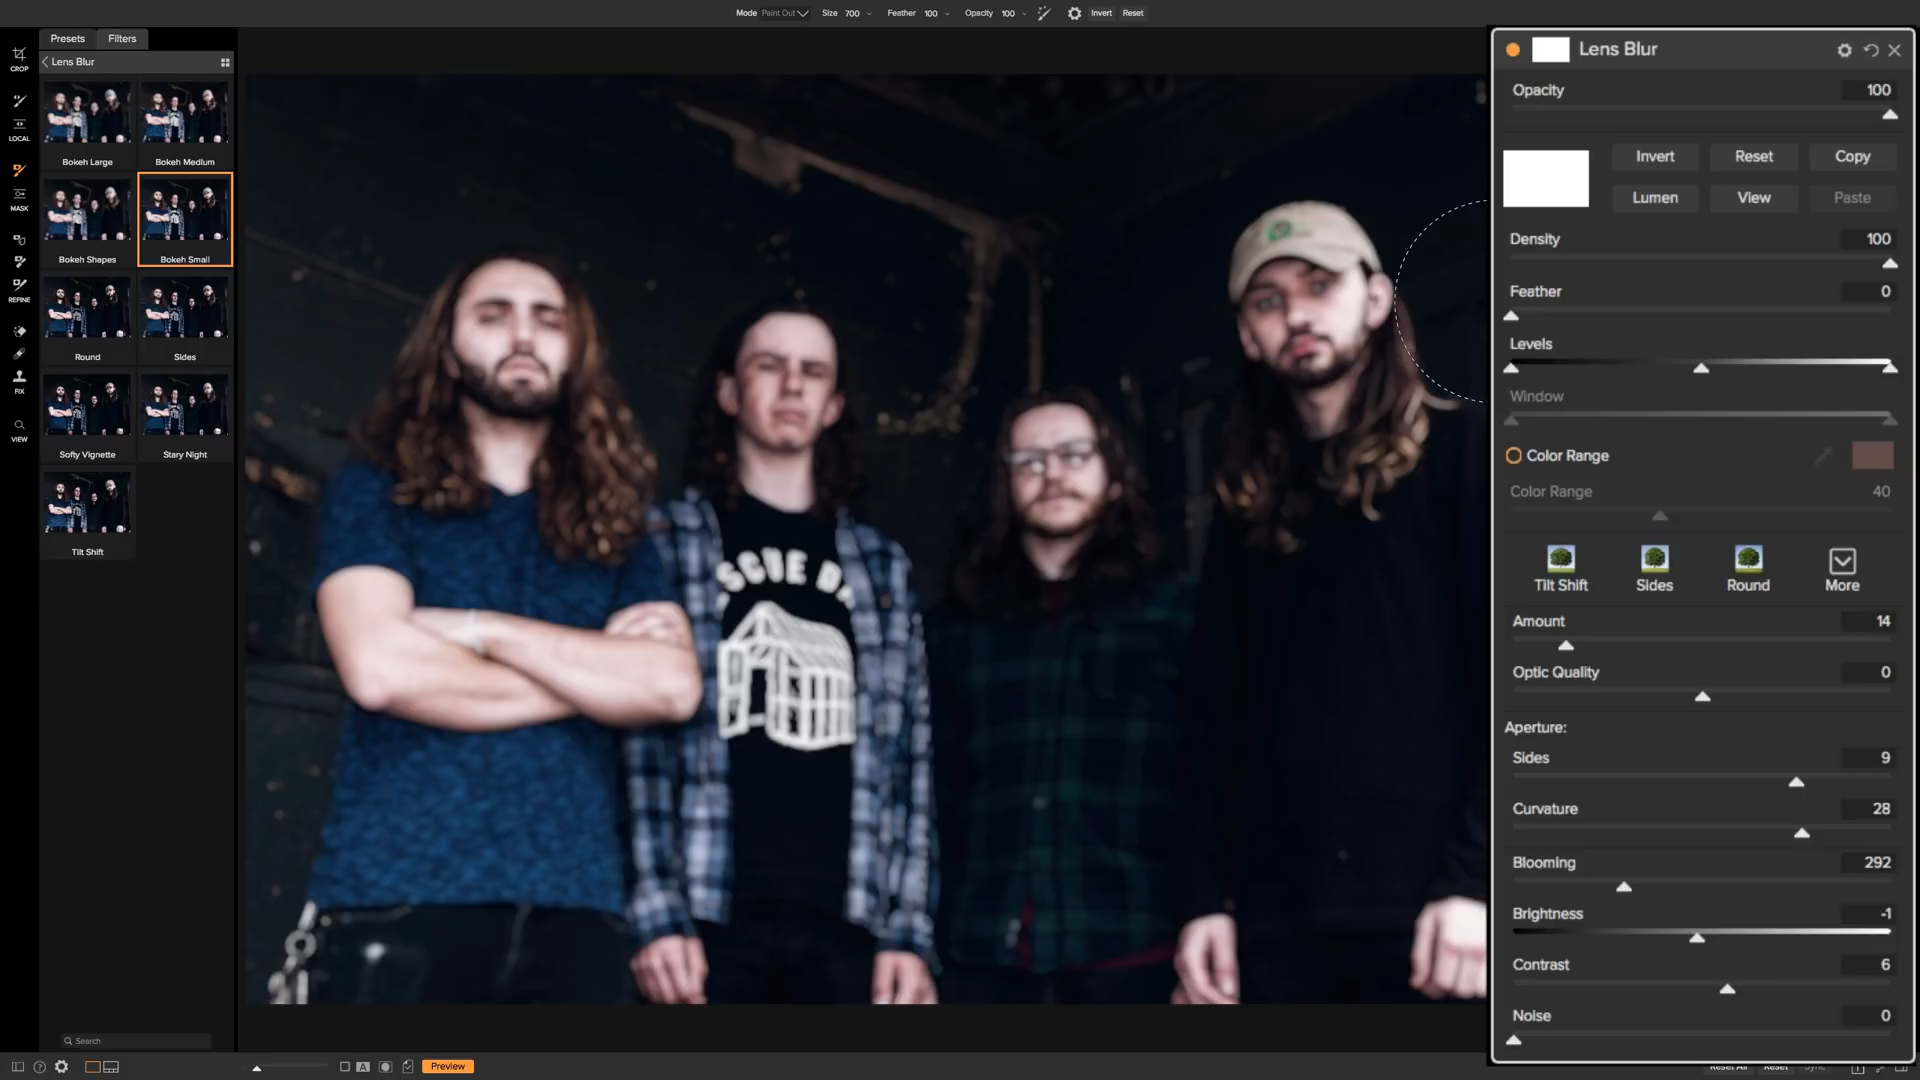 Mode Paint Out Size 700 Feather 100 Opacity 100 Invert Reset
Presets Filters
Lens Blur
CROP
LOCAL
MASK
REFINE
FIX
VIEW
Bokeh Large Bokeh Medium
Bokeh Shapes Bokeh Small
Round Sides
Softy Vignette Stary Night
Tilt Shift
Search
Preview
SCUE D
Lens Blur
Opacity 100
Invert Reset Copy
Lumen View Paste
Density 100
Feather 0
Levels
Window
Color Range
Color Range 40
Tilt Shift Sides Round More
Amount 14
Optic Quality 0
Aperture:
Sides 9
Curvature 28
Blooming 292
Brightness -1
Contrast 6
Noise 0
Reset All Reset Sync